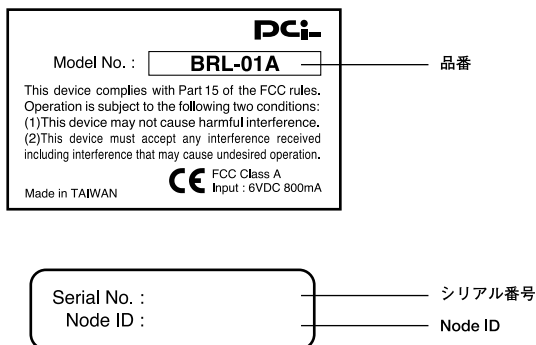 PCi
Model No. : BRL-01A 品番
This device complies with Part 15 of the FCC rules.
Operation is subject to the following two conditions:
(1)This device may not cause harmful interference.
(2)This device must accept any interference received
including interference that may cause undesired operation.
CE FCC Class A
Input : 6VDC 800mA
Made in TAIWAN
Serial No. : シリアル番号
Node ID : Node ID